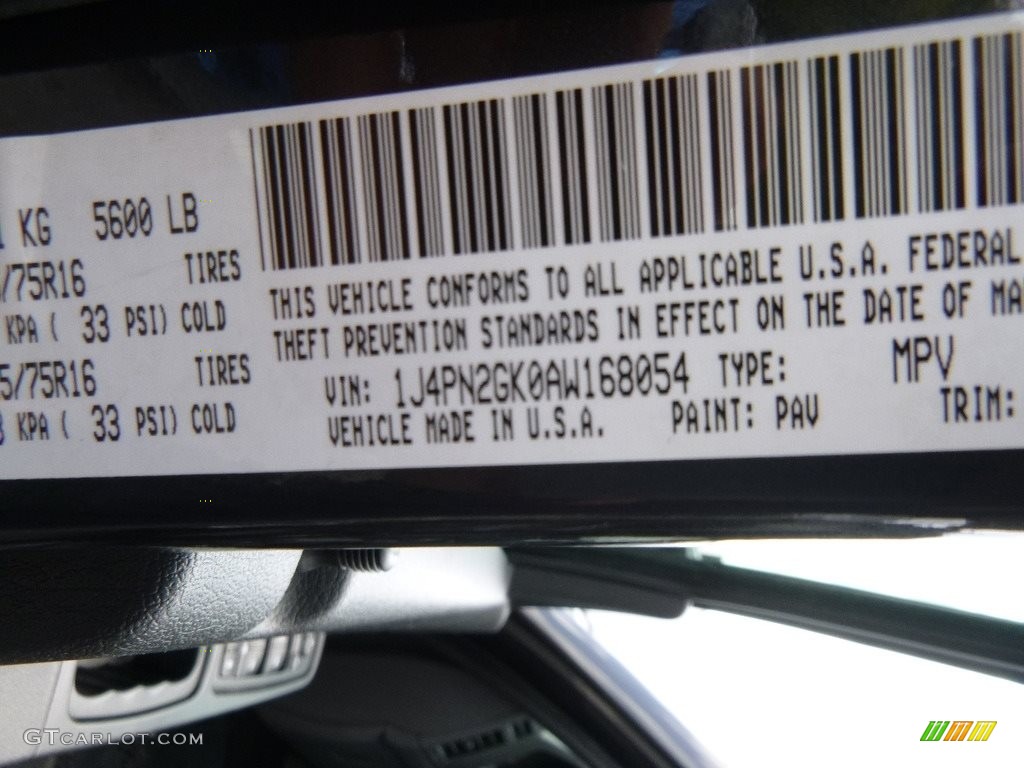 KG 5600 LB
/75R16 TIRES
KPA ( 33 PSI) COLD
5/75R16 TIRES
KPA ( 33 PSI) COLD
THIS VEHICLE CONFORMS TO ALL APPLICABLE U.S.A. FEDERAL
THEFT PREVENTION STANDARDS IN EFFECT ON THE DATE OF MA
VIN: 1J4PN2GK0AW168054 TYPE: MPV
VEHICLE MADE IN U.S.A. PAINT: PAV TRIM:
GTCARLOT.COM